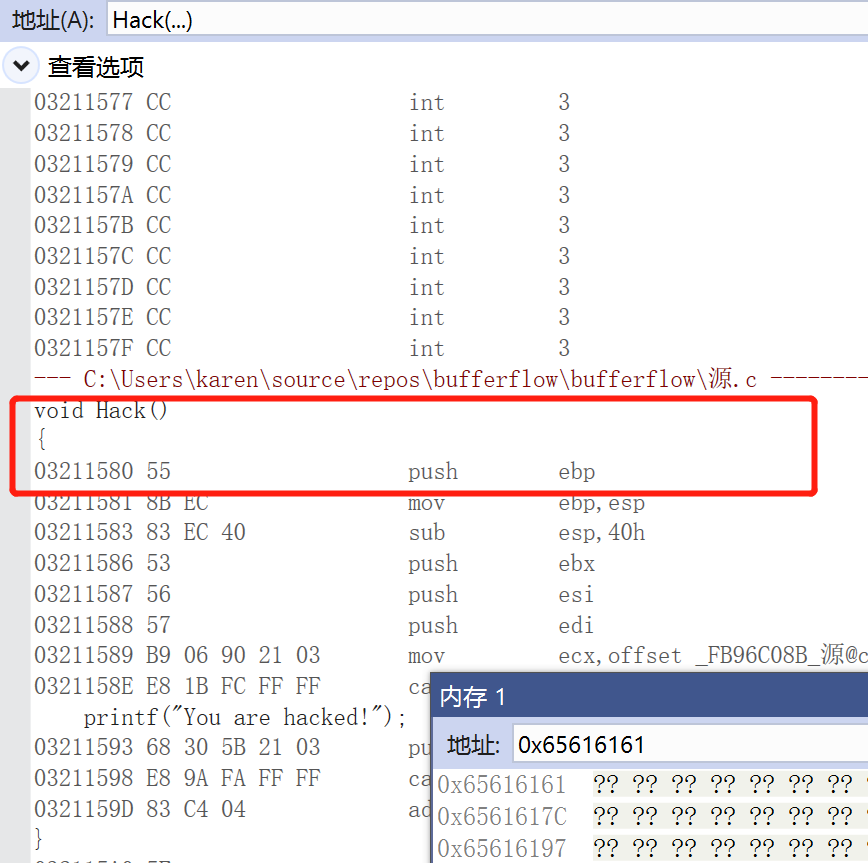 地址(A): Hack(...)
查看选项
03211577 CC int 3
03211578 CC int 3
03211579 CC int 3
0321157A CC int 3
0321157B CC int 3
0321157C CC int 3
0321157D CC int 3
0321157E CC int 3
0321157F CC int 3
--- C:\Users\karen\source\repos\bufferflow\bufferflow\源.c --------
void Hack()
{
03211580 55 push ebp
03211581 8B EC mov ebp,esp
03211583 83 EC 40 sub esp,40h
03211586 53 push ebx
03211587 56 push esi
03211588 57 push edi
03211589 B9 06 90 21 03 mov ecx,offset _FB96C08B_源@c
0321158E E8 1B FC FF FF ca
printf("You are hacked!");
03211593 68 30 5B 21 03 pu
03211598 E8 9A FA FF FF ca
0321159D 83 C4 04 ad
}
内存 1
地址: 0x65616161
0x65616161 ?? ?? ?? ?? ?? ?? ??
0x6561617C ?? ?? ?? ?? ?? ?? ??
0x65616197 ?? ?? ?? ?? ?? ?? ??